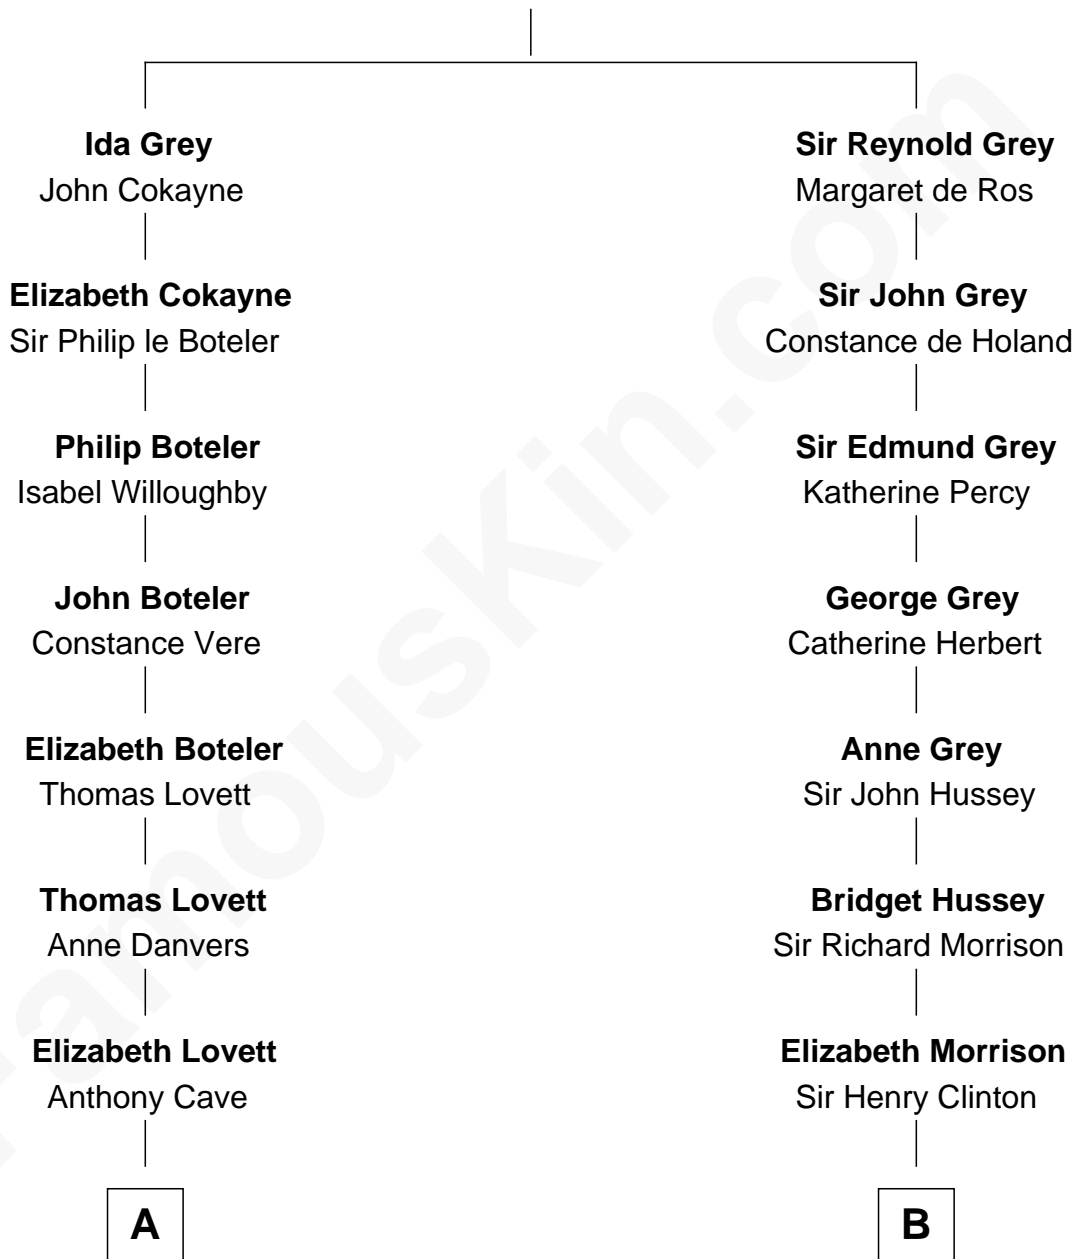 Ida Grey
John Cokayne
Sir Reynold Grey
Margaret de Ros
Elizabeth Cokayne
Sir Philip le Boteler
Sir John Grey
Constance de Holand
Philip Boteler
Isabel Willoughby
Sir Edmund Grey
Katherine Percy
John Boteler
Constance Vere
George Grey
Catherine Herbert
Elizabeth Boteler
Thomas Lovett
Anne Grey
Sir John Hussey
Thomas Lovett
Anne Danvers
Bridget Hussey
Sir Richard Morrison
Elizabeth Lovett
Anthony Cave
Elizabeth Morrison
Sir Henry Clinton
A
B
FamousKin.com